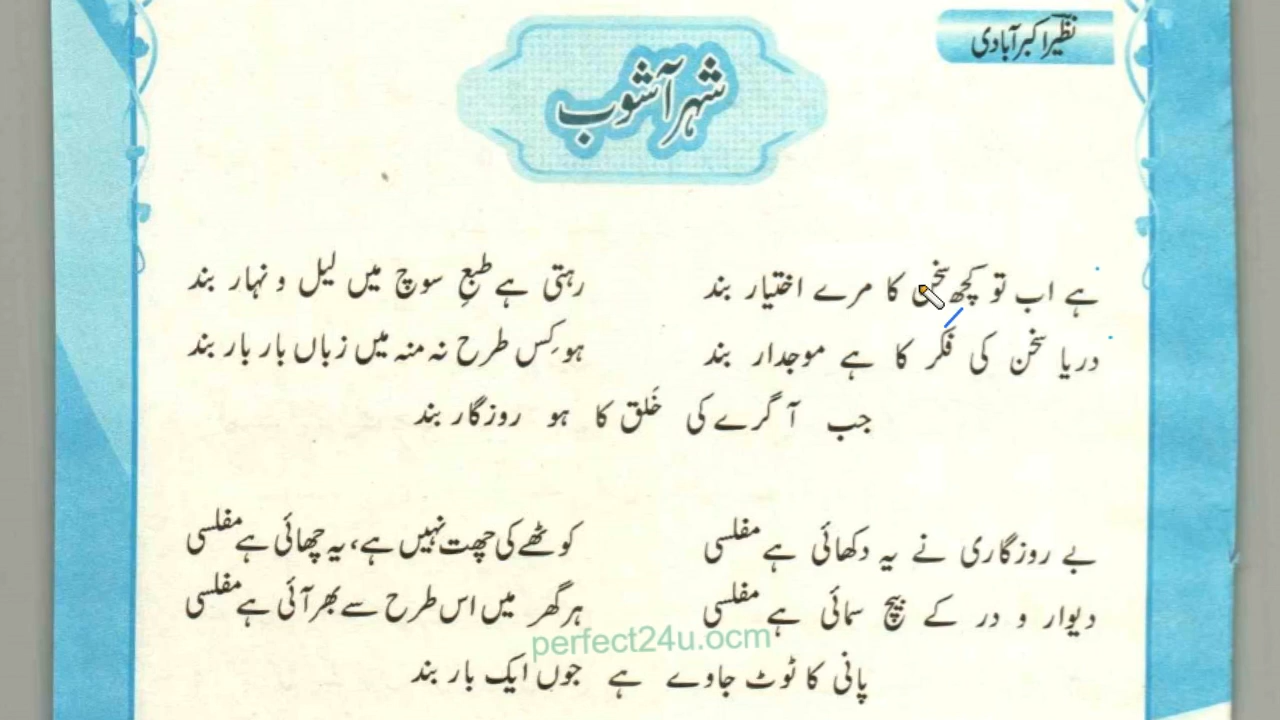 نظیر اکبر آبادی
شہر آشوب
ہے اب تو کچھ سخن کا مرے اختیار بند رہتی ہے طبع سوچ میں لیل و نہار بند
دریا سخن کی فکر کا ہے موجدار بند ہو کس طرح نہ منہ میں زباں بار بار بند
جب آگرے کی خَلق کا ہو روزگار بند
بے روزگاری نے یہ دکھائی ہے مفلسی کوٹھے کی چھت نہیں ہے، یہ چھائی ہے مفلسی
دیوار و در کے بیچ سمائی ہے مفلسی ہر گھر میں اس طرح سے بھر آئی ہے مفلسی
perfect24u.ocm
پانی کا ٹوٹ جاوے ہے جوں ایک بار بند